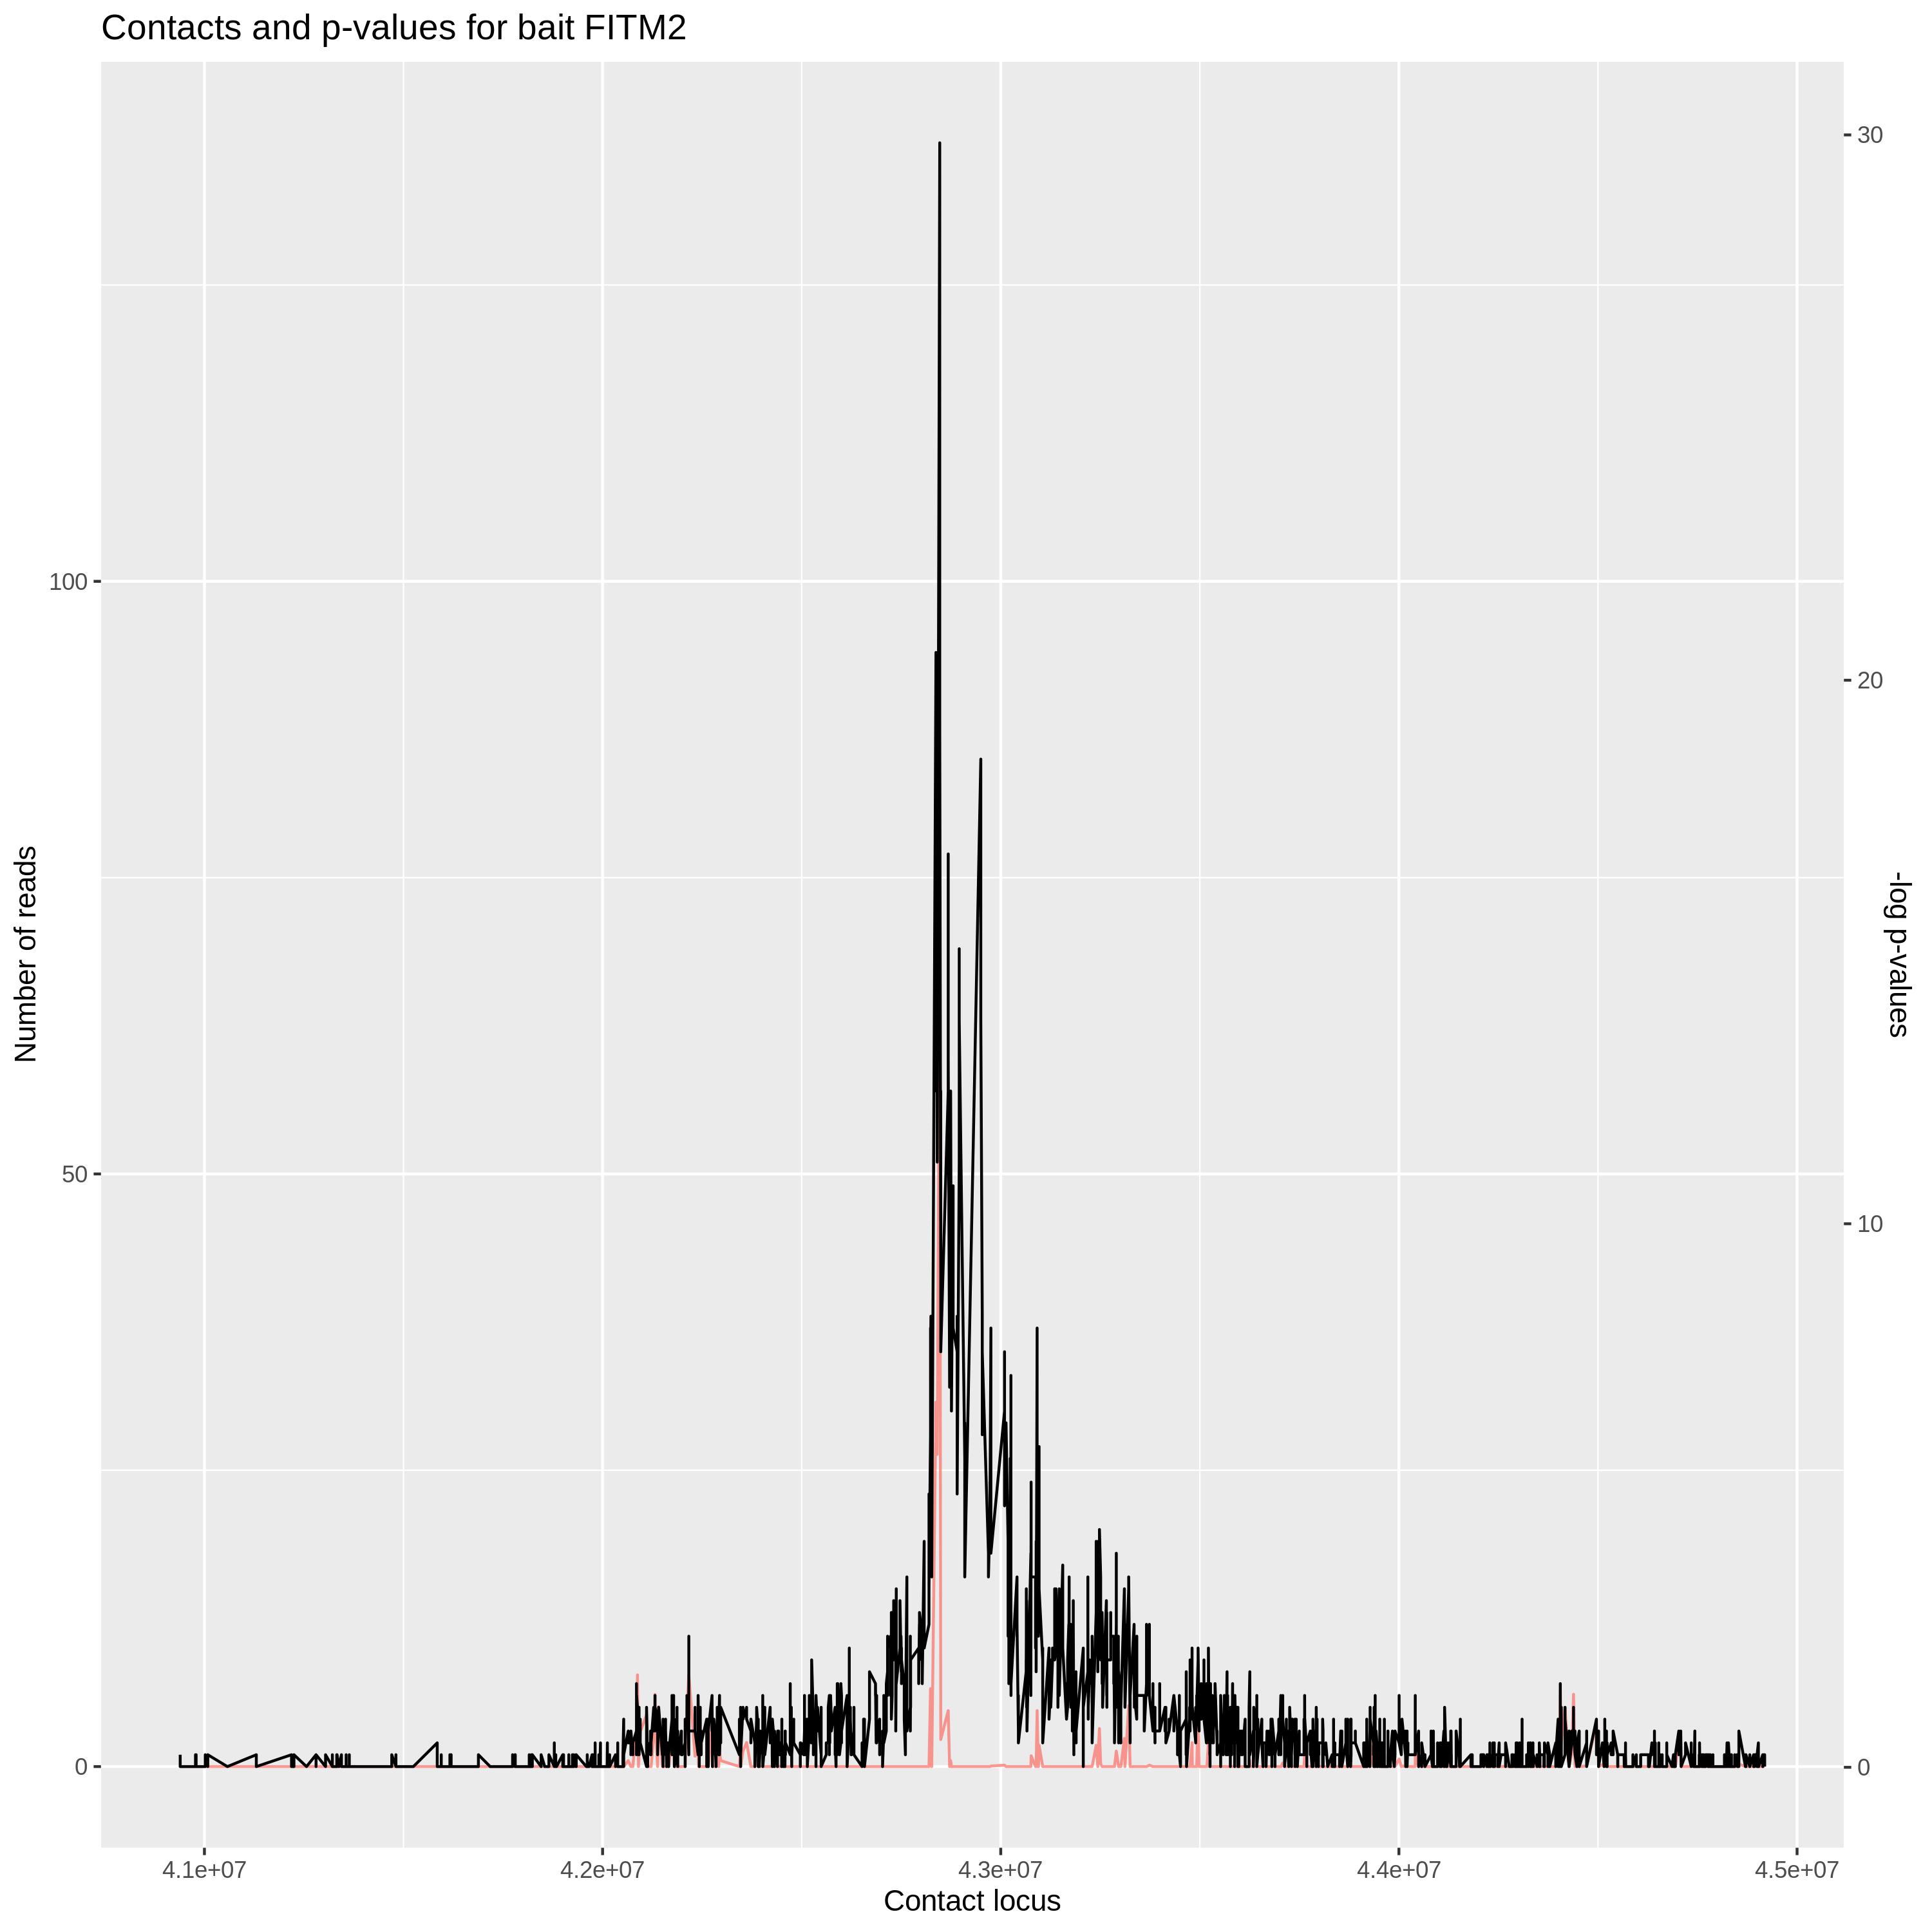 Contacts and p-values for bait FITM2
30
100
20
Number of reads
-log p-values
50
10
0
0
4.1e+07
4.2e+07
4.3e+07
4.4e+07
4.5e+07
Contact locus